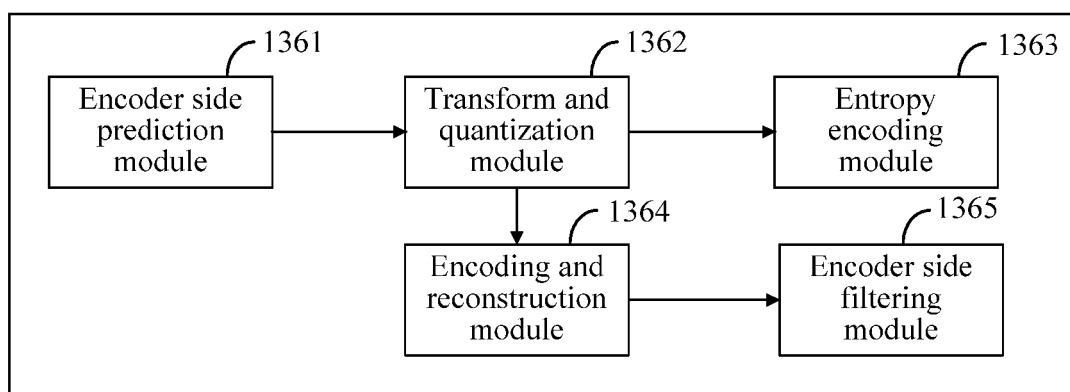 1361
1362
1363
Encoder side
prediction
module
Transform and
quantization
module
Entropy
encoding
module
1364
1365
Encoding and
reconstruction
module
Encoder side
filtering
module